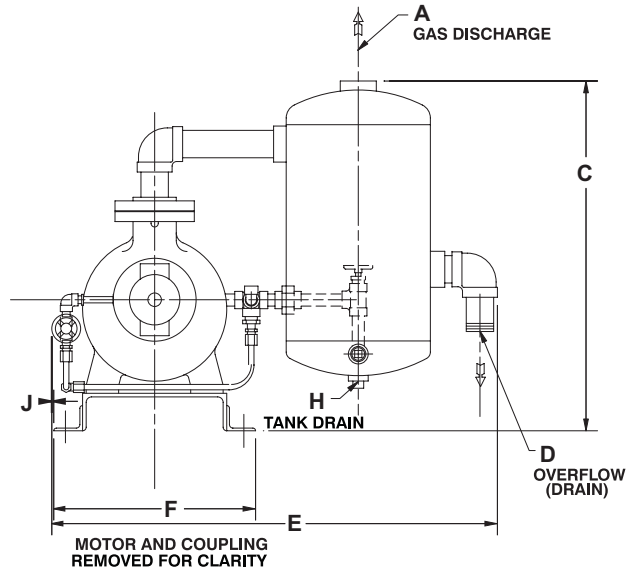 A
GAS DISCHARGE
C
J
H
TANK DRAIN
D
OVERFLOW
(DRAIN)
F
E
MOTOR AND COUPLING
REMOVED FOR CLARITY